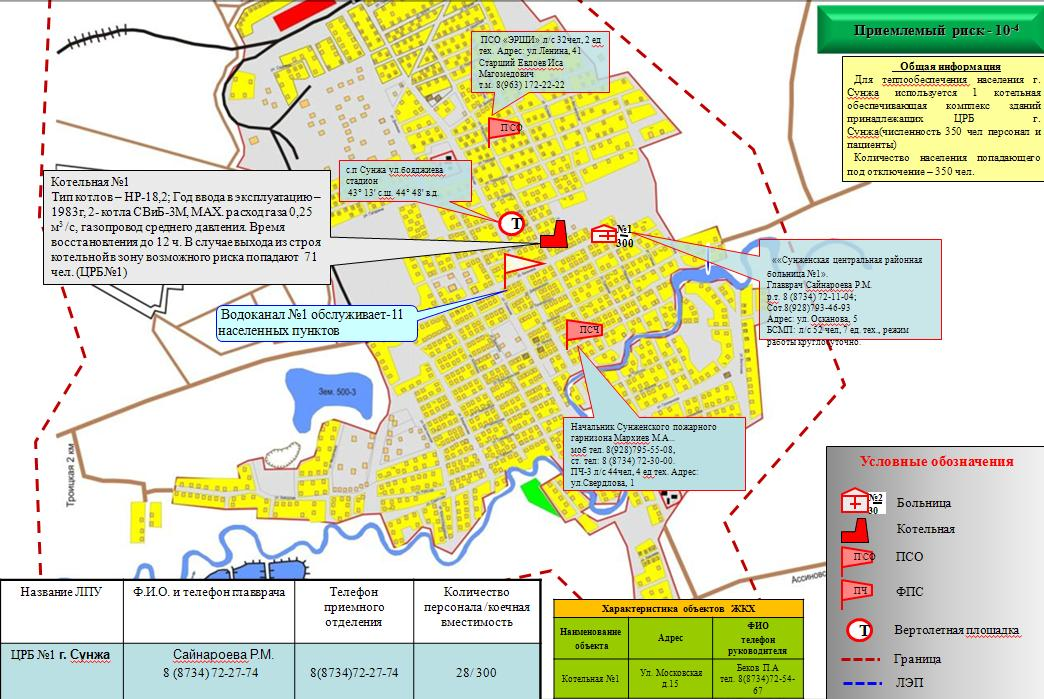 Приемлемый риск - 10⁻⁴
Общая информация
Для теплообеспечения населения г.
Сунжа используется 1 котельная
обеспечивающая комплекс зданий
принадлежащих ЦРБ г.
Сунжа(численность 350 чел персонал и
пациенты)
Количество населения попадающего
под отключение – 350 чел.
ПСО «ЭРШИ» л/с 32чел, 2 ед
тех. Адрес: ул Ленина, 41
Старший Евлоев Иса
Магомедович
т.м. 8(963) 172-22-22
ПСО
с.п Сунжа ул.бояджиева
стадион
43° 13' с.ш. 44° 48' в.д.
Котельная №1
Тип котлов – НР-18,2; Год ввода в эксплуатацию –
1983г, 2- котла СВиБ-3М, МАХ. расход газа 0,25
м³ /с, газопровод среднего давления. Время
восстановления до 12 ч. В случае выхода из строя
котельной в зону возможного риска попадают 71
чел. (ЦРБ№1)
Т
№1
300
««Сунженская центральная районная
больница №1».
Главврач Сайнароева Р.М.
р.т. 8 (8734) 72-11-04;
Сот.8(928)793-46-93
Адрес: ул. Осканова, 5
БСМП: л/с 32 чел, 7 ед. тех., режим
работы круглосуточно.
Водоканал №1 обслуживает-11
населенных пунктов
ПСЧ
Зем. 500-3
Начальник Сунженского пожарного
гарнизона Мархиев М.А...
моб тел. 8(928)795-55-08,
ст. тел: 8 (8734) 72-30-00.
ПЧ-3 л/с 44чел, 4 ед тех. Адрес:
ул.Свердлова, 1
Троицкая 2 км
Ассиновс
Условные обозначения
№2
30
Больница
Котельная
ПСО
ПСО
ПЧ
ФПС
Т
Вертолетная площадка
Граница
ЛЭП
Название ЛПУ
Ф.И.О. и телефон главврача
Телефон
приемного
отделения
Количество
персонала /коечная
вместимость
ЦРБ №1 г. Сунжа
Сайнароева Р.М.
8 (8734) 72-27-74
8(8734)72-27-74
28/ 300
Характеристика объектов ЖКХ
Наименование
объекта
Адрес
ФИО
телефон
руководителя
Котельная №1
Ул. Московская
д.15
Беков П.А
тел. 8(8734)72-54-
67